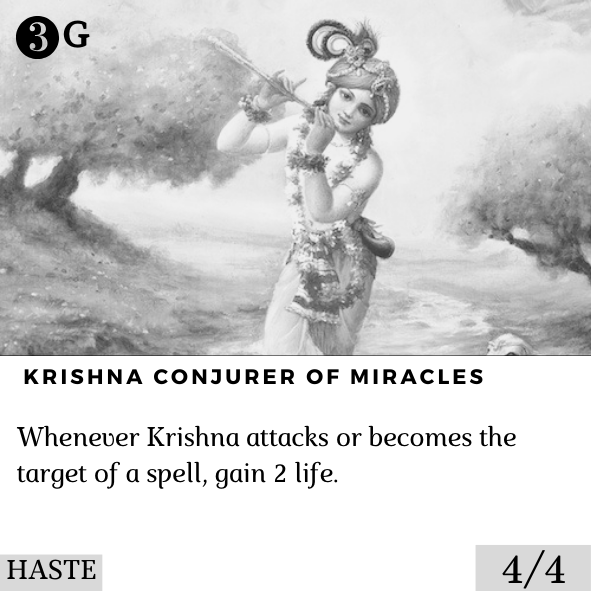 3 G
KRISHNA CONJURER OF MIRACLES
Whenever Krishna attacks or becomes the
target of a spell, gain 2 life.
HASTE
4/4